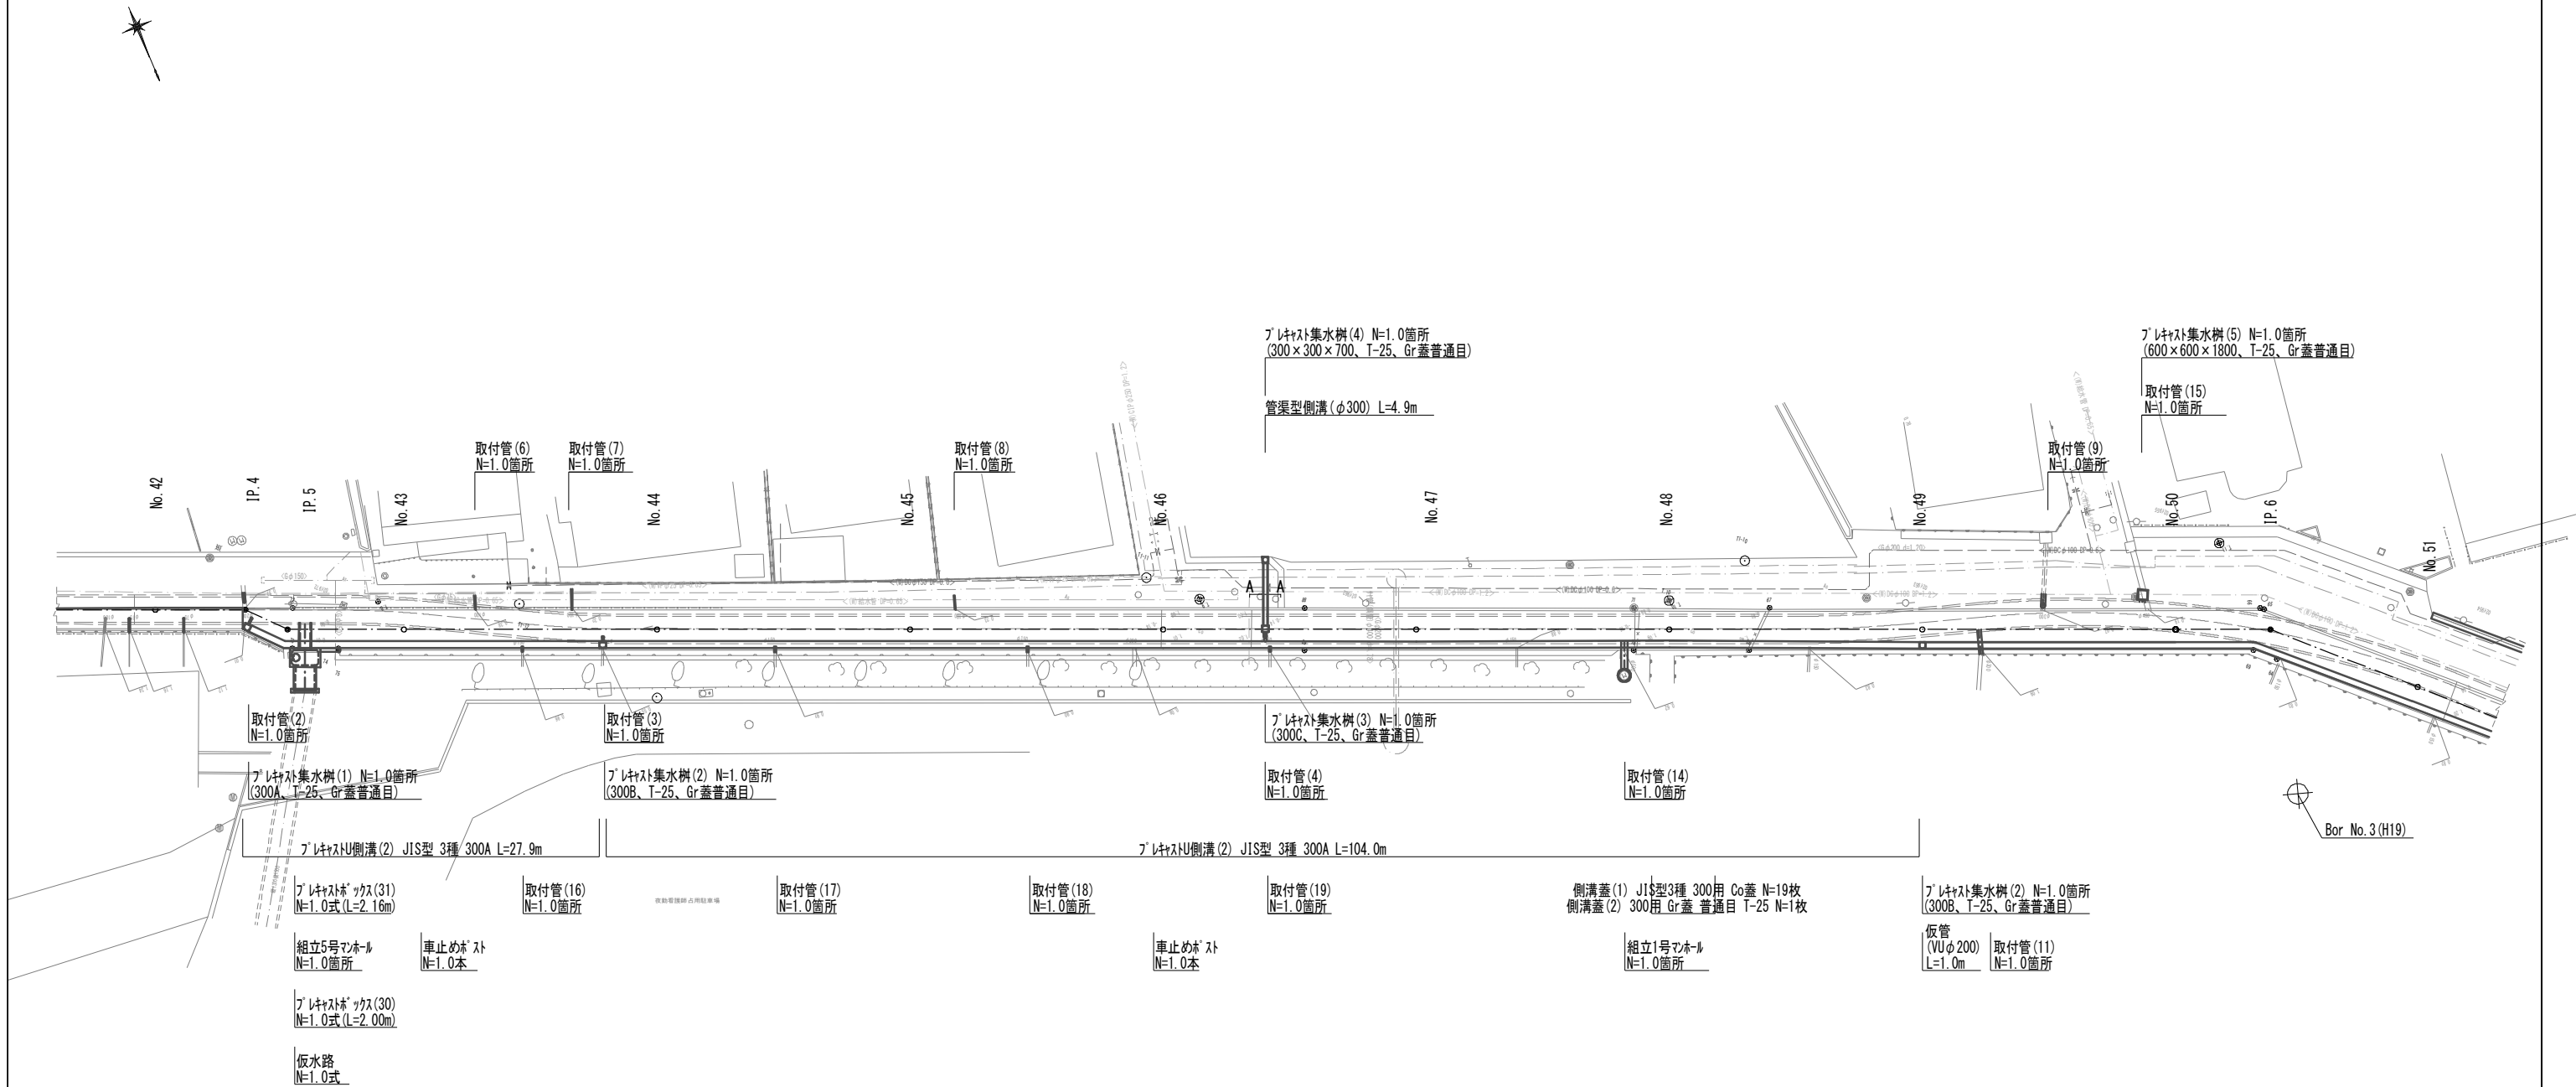 プレキャスト集水桝(4) N=1.0箇所
(300×300×700、T-25、Gr蓋普通目)
管渠型側溝(φ300) L=4.9m
プレキャスト集水桝(5) N=1.0箇所
(600×600×1800、T-25、Gr蓋普通目)
取付管(15)
N=1.0箇所
取付管(6)
N=1.0箇所
取付管(7)
N=1.0箇所
取付管(8)
N=1.0箇所
取付管(9)
N=1.0箇所
No.42
IP.4
IP.5
No.43
No.44
No.45
No.46
No.47
No.48
No.49
No.50
IP.6
No.51
A A
取付管(2)
N=1.0箇所
取付管(3)
N=1.0箇所
プレキャスト集水桝(3) N=1.0箇所
(300C、T-25、Gr蓋普通目)
プレキャスト集水桝(1) N=1.0箇所
(300A、T-25、Gr蓋普通目)
プレキャスト集水桝(2) N=1.0箇所
(300B、T-25、Gr蓋普通目)
取付管(4)
N=1.0箇所
取付管(14)
N=1.0箇所
Bor No.3(H19)
プレキャストU側溝(2) JIS型 3種 300A L=27.9m
プレキャストU側溝(2) JIS型 3種 300A L=104.0m
プレキャストボックス(31)
N=1.0式(L=2.16m)
取付管(16)
N=1.0箇所
夜勤看護師占用駐車場
取付管(17)
N=1.0箇所
取付管(18)
N=1.0箇所
取付管(19)
N=1.0箇所
側溝蓋(1) JIS型3種 300用 Co蓋 N=19枚
側溝蓋(2) 300用 Gr蓋 普通目 T-25 N=1枚
プレキャスト集水桝(2) N=1.0箇所
(300B、T-25、Gr蓋普通目)
組立5号マンホール
N=1.0箇所
車止めポスト
N=1.0本
車止めポスト
N=1.0本
組立1号マンホール
N=1.0箇所
仮管
(VUφ200)
L=1.0m
取付管(11)
N=1.0箇所
プレキャストボックス(30)
N=1.0式(L=2.00m)
仮水路
N=1.0式